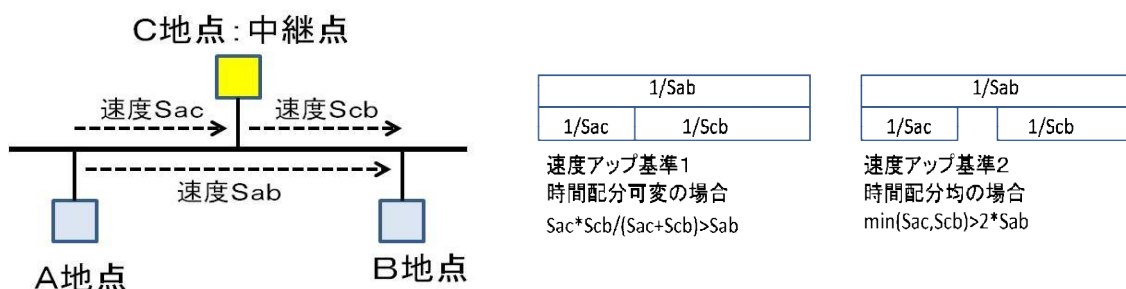 C地点：中継点
速度Sac
速度Scb
速度Sab
A地点
B地点
1/Sab
1/Sac
1/Scb
速度アップ基準1
時間配分可変の場合
Sac*Scb/(Sac+Scb)>Sab
1/Sab
1/Sac
1/Scb
速度アップ基準2
時間配分均の場合
min(Sac,Scb)>2*Sab